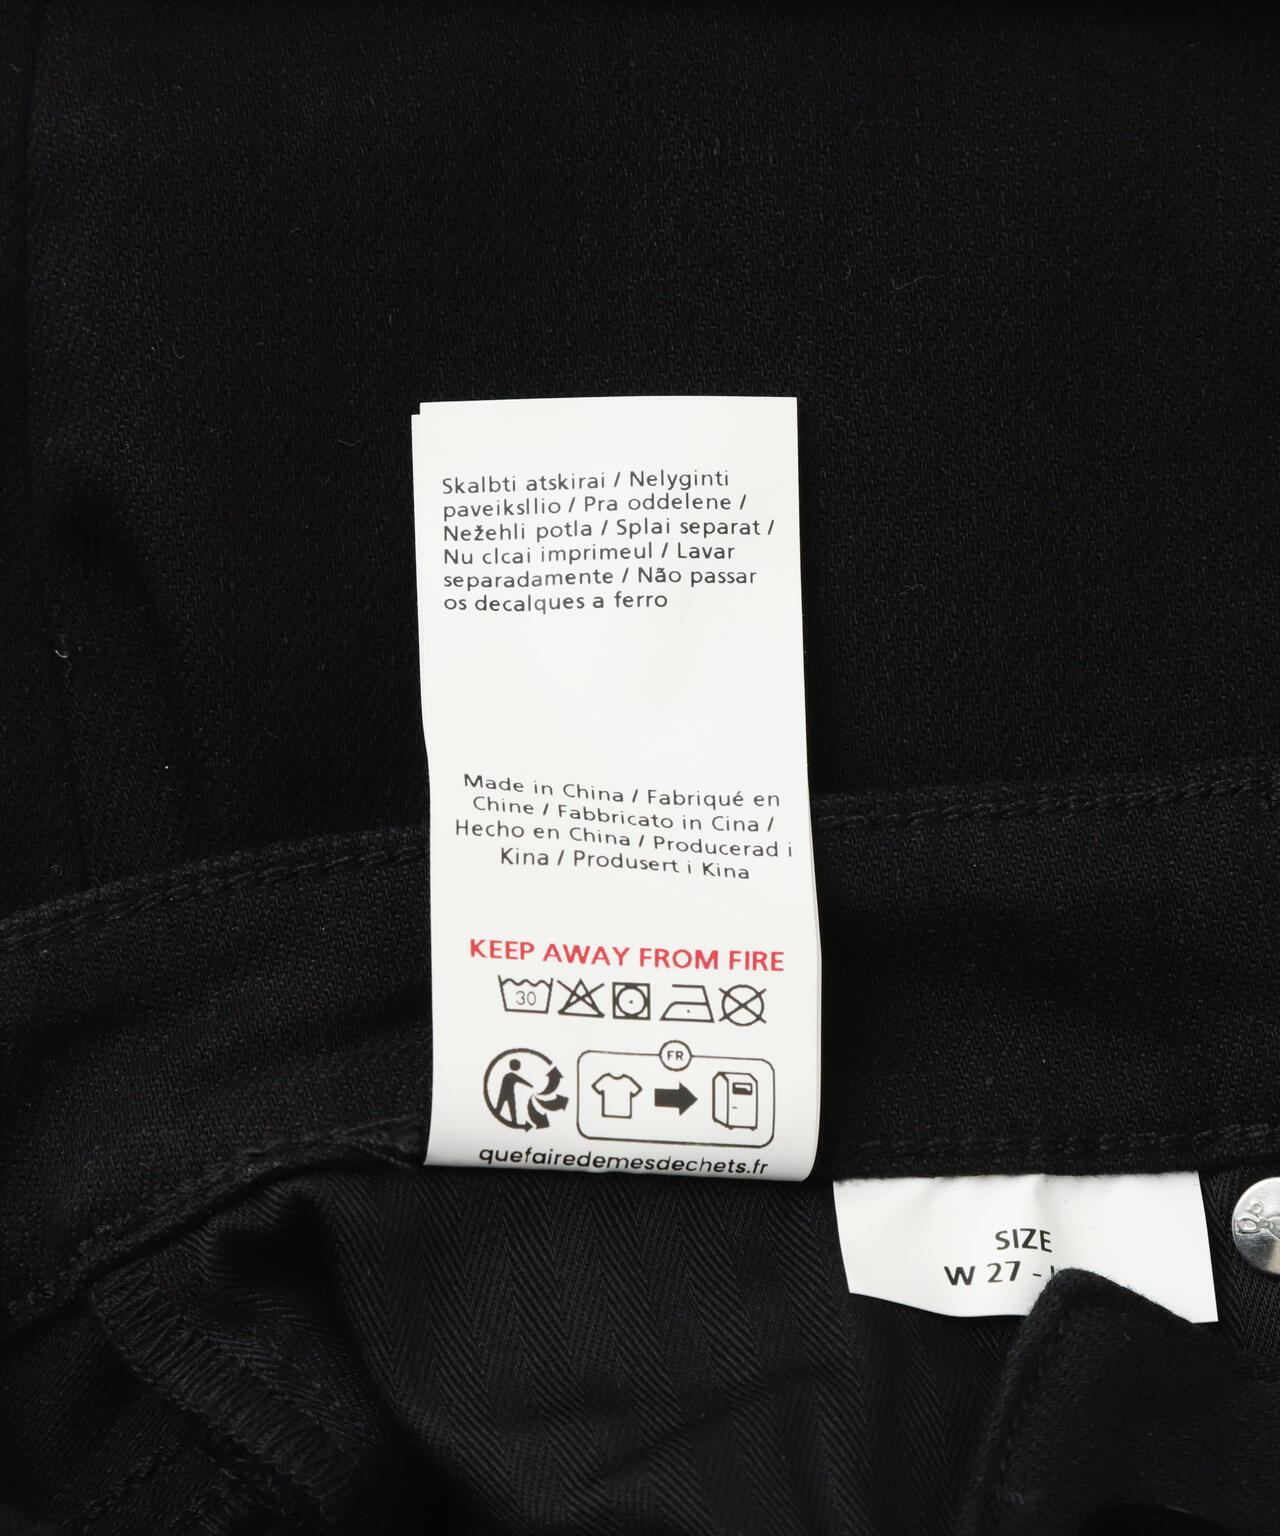 Skalbti atskirai / Nelyginti
paveiksllio / Pra oddelene /
Nežehli potla / Splai separat /
Nu clcai imprimeul / Lavar
separadamente / Não passar
os decalques a ferro
Made in China / Fabriqué en
Chine / Fabbricato in Cina /
Hecho en China / Producerad i
Kina / Produsert i Kina
KEEP AWAY FROM FIRE
30
FR
quefairedemesdechets.fr
SIZE
W 27 -